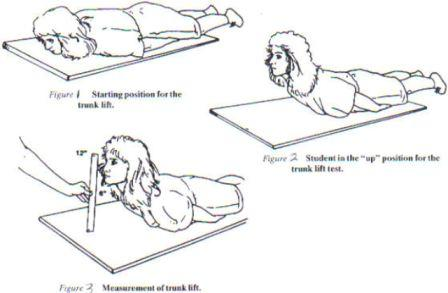 Figure 1 Starting position for the
trunk lift.
Figure 2 Student in the "up" position for the
trunk lift test.
12"
6"
Figure 3 Measurement of trunk lift.